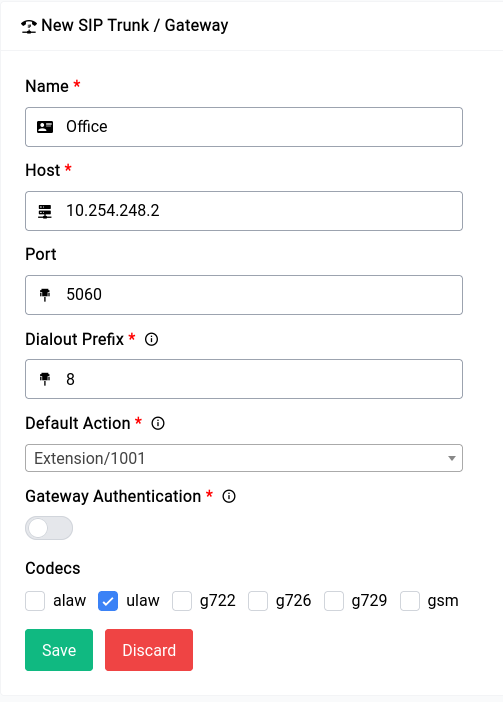 New SIP Trunk / Gateway
Name *
Office
Host *
10.254.248.2
Port
5060
Dialout Prefix *
8
Default Action *
Extension/1001
Gateway Authentication *
Codecs
alaw ulaw g722 g726 g729 gsm
Save Discard